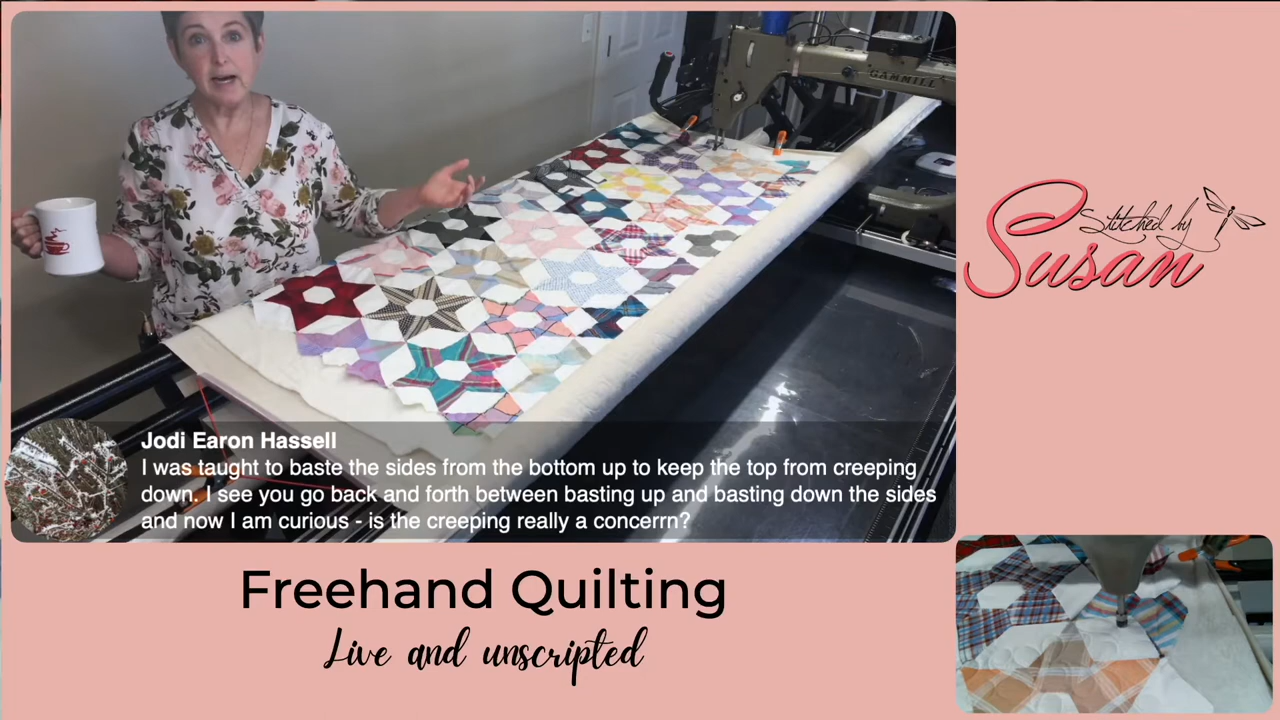 GAMMILL
Stitched by
Susan
Jodi Earon Hassell
I was taught to baste the sides from the bottom up to keep the top from creeping
down. I see you go back and forth between basting up and basting down the sides
and now I am curious - is the creeping really a concerrn?
Freehand Quilting
Live and unscripted